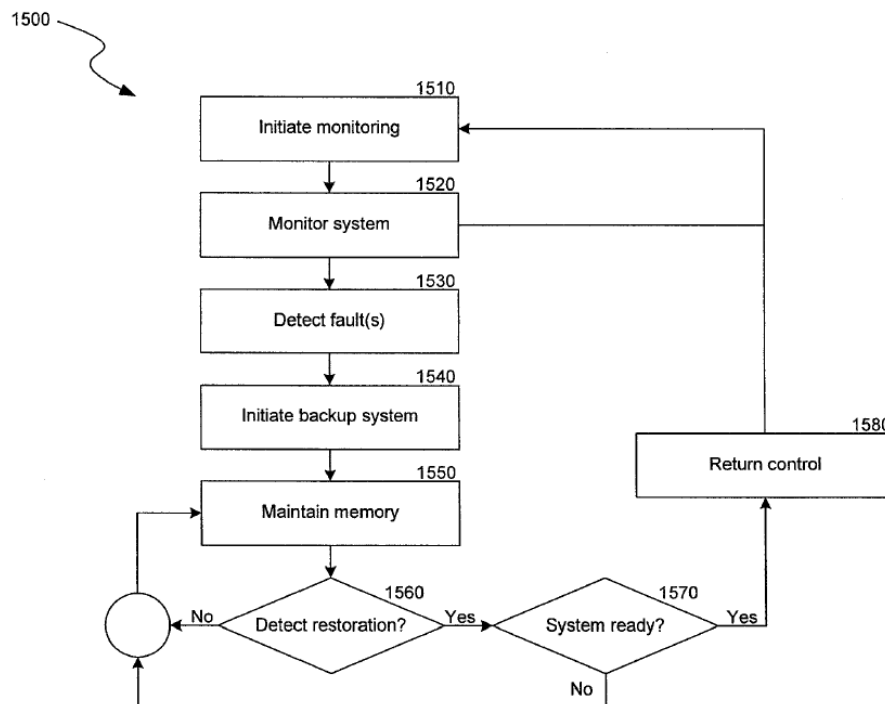 1500
1510
Initiate monitoring
1520
Monitor system
1530
Detect fault(s)
1540
Initiate backup system
1580
Return control
1550
Maintain memory
1560
Detect restoration?
No
Yes
1570
System ready?
Yes
No